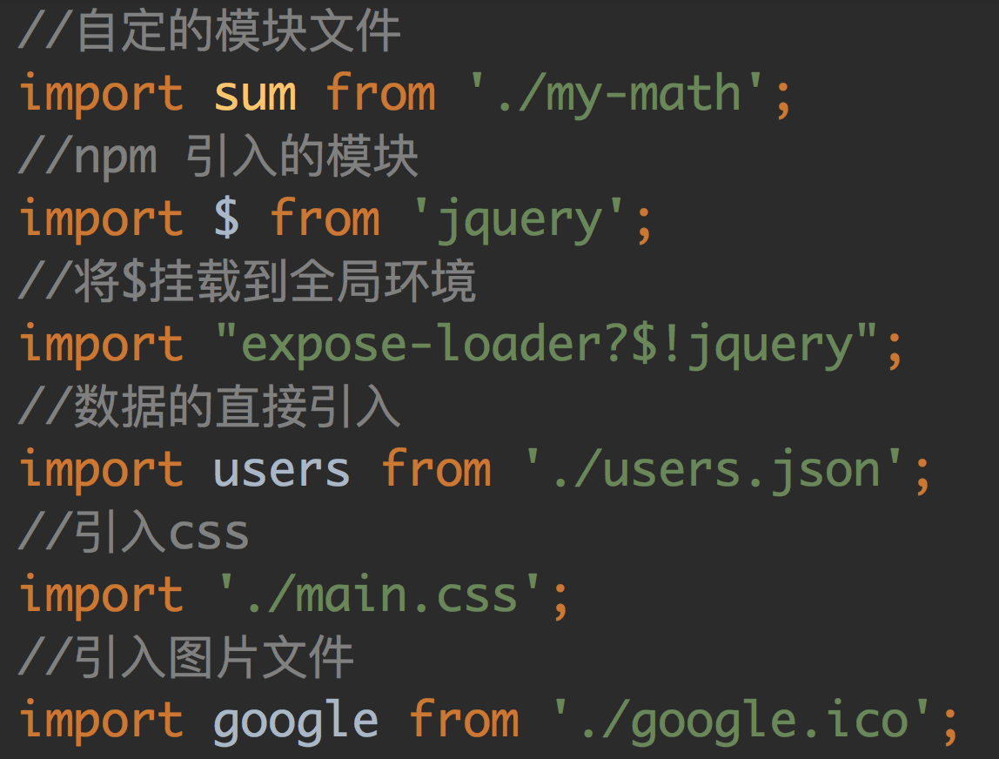 //自定的模块文件
import sum from './my-math';
//npm 引入的模块
import $ from 'jquery';
//将$挂载到全局环境
import "expose-loader?$!jquery";
//数据的直接引入
import users from './users.json';
//引入css
import './main.css';
//引入图片文件
import google from './google.ico';